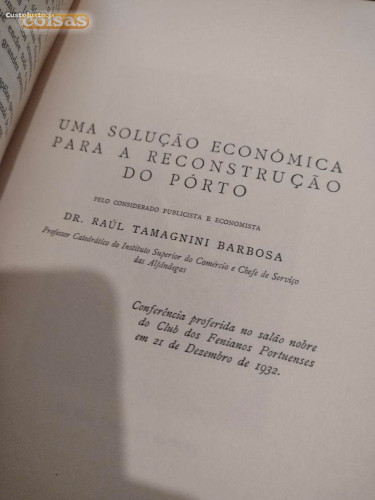 CustoJusto.pt
coisas
UMA SOLUÇÃO ECONÓMICA
PARA A RECONSTRUÇÃO
DO PÔRTO
PELO CONSIDERADO PUBLICISTA E ECONOMISTA
DR. RAÚL TAMAGNINI BARBOSA
Professor Catedrático do Instituto Superior do Comércio e Chefe de Serviço
das Alfândegas
Conferência proferida no salão nobre
do Club dos Fenianos Portuenses
em 21 de Dezembro de 1932.